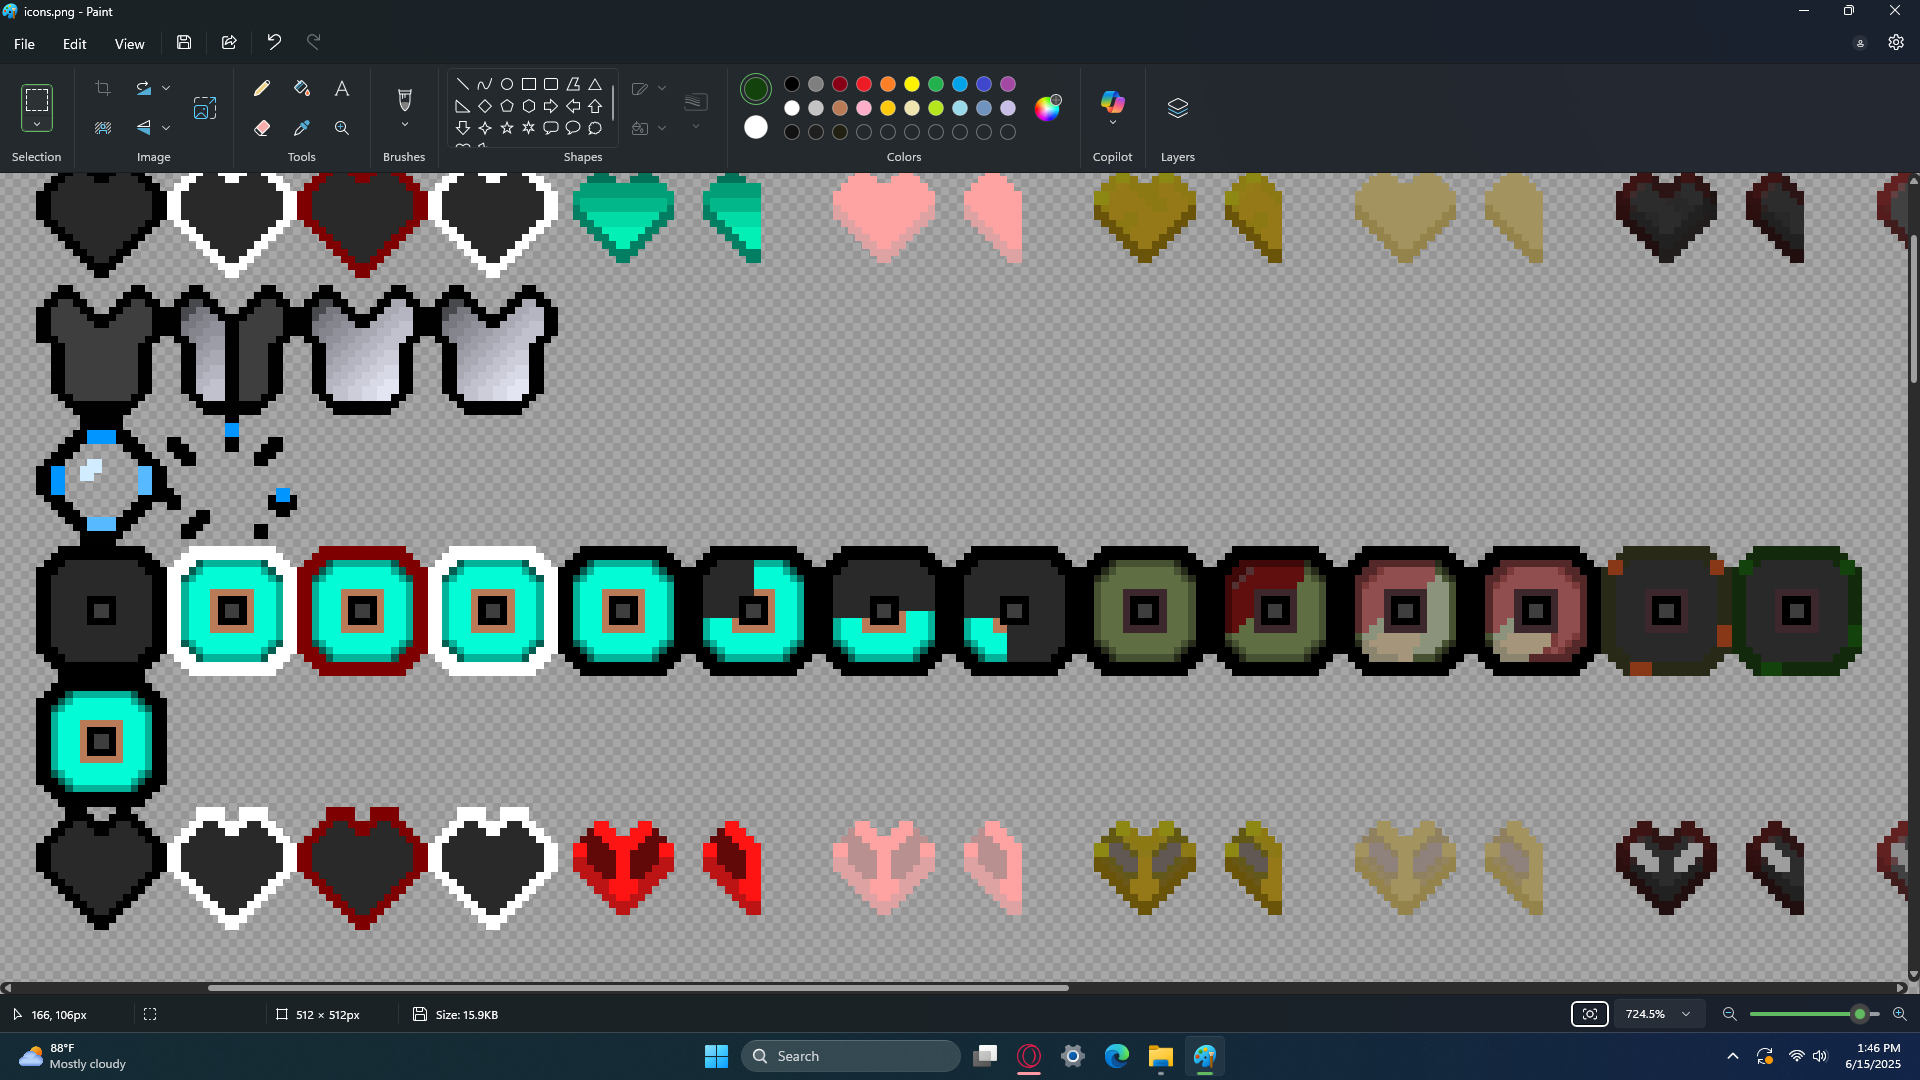 icons.png - Paint
File
Edit
View
Selection
Image
Tools
Brushes
Shapes
Colors
Copilot
Layers
166, 106px
512 × 512px
Size: 15.9KB
724.5%
88°F
Mostly cloudy
Search
1:46 PM
6/15/2025